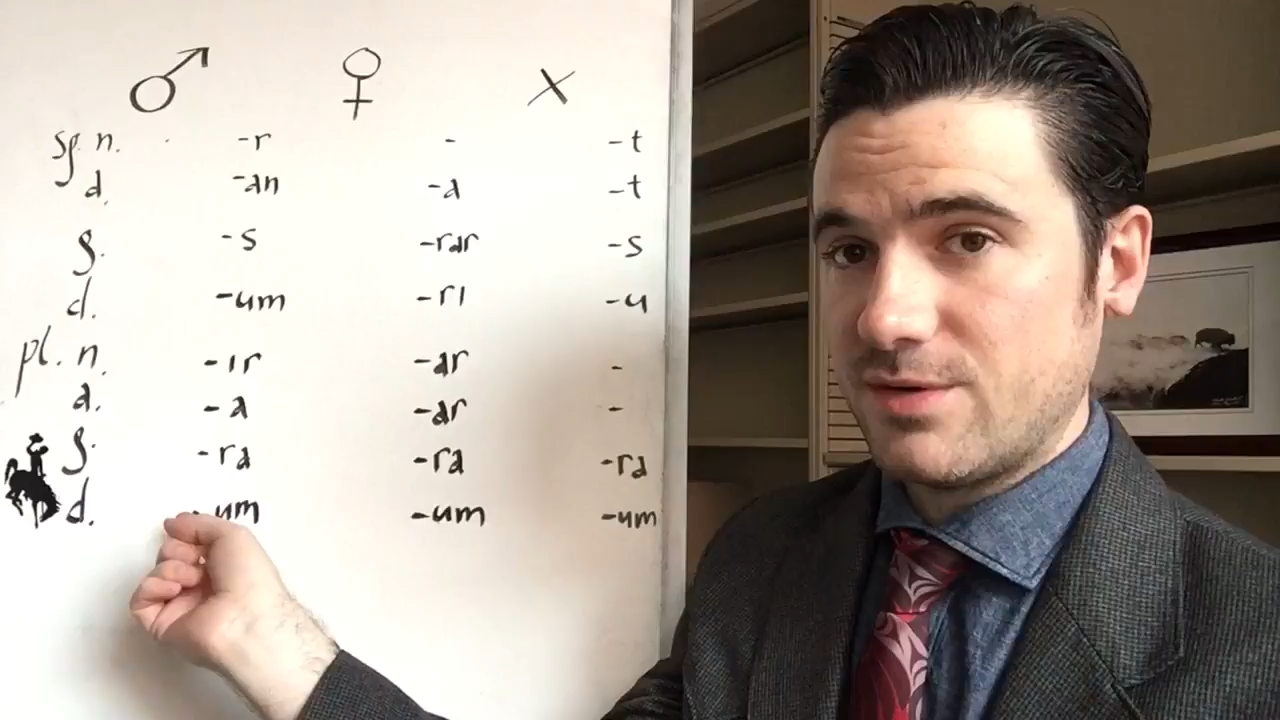 ♂ ♀ X
sg. n. -r - -t
a. -an -a -t
g. -s -rar -s
d. -um -ri -u
pl. n. -ir -ar -
a. -a -ar -
g. -ra -ra -ra
d. -um -um -um